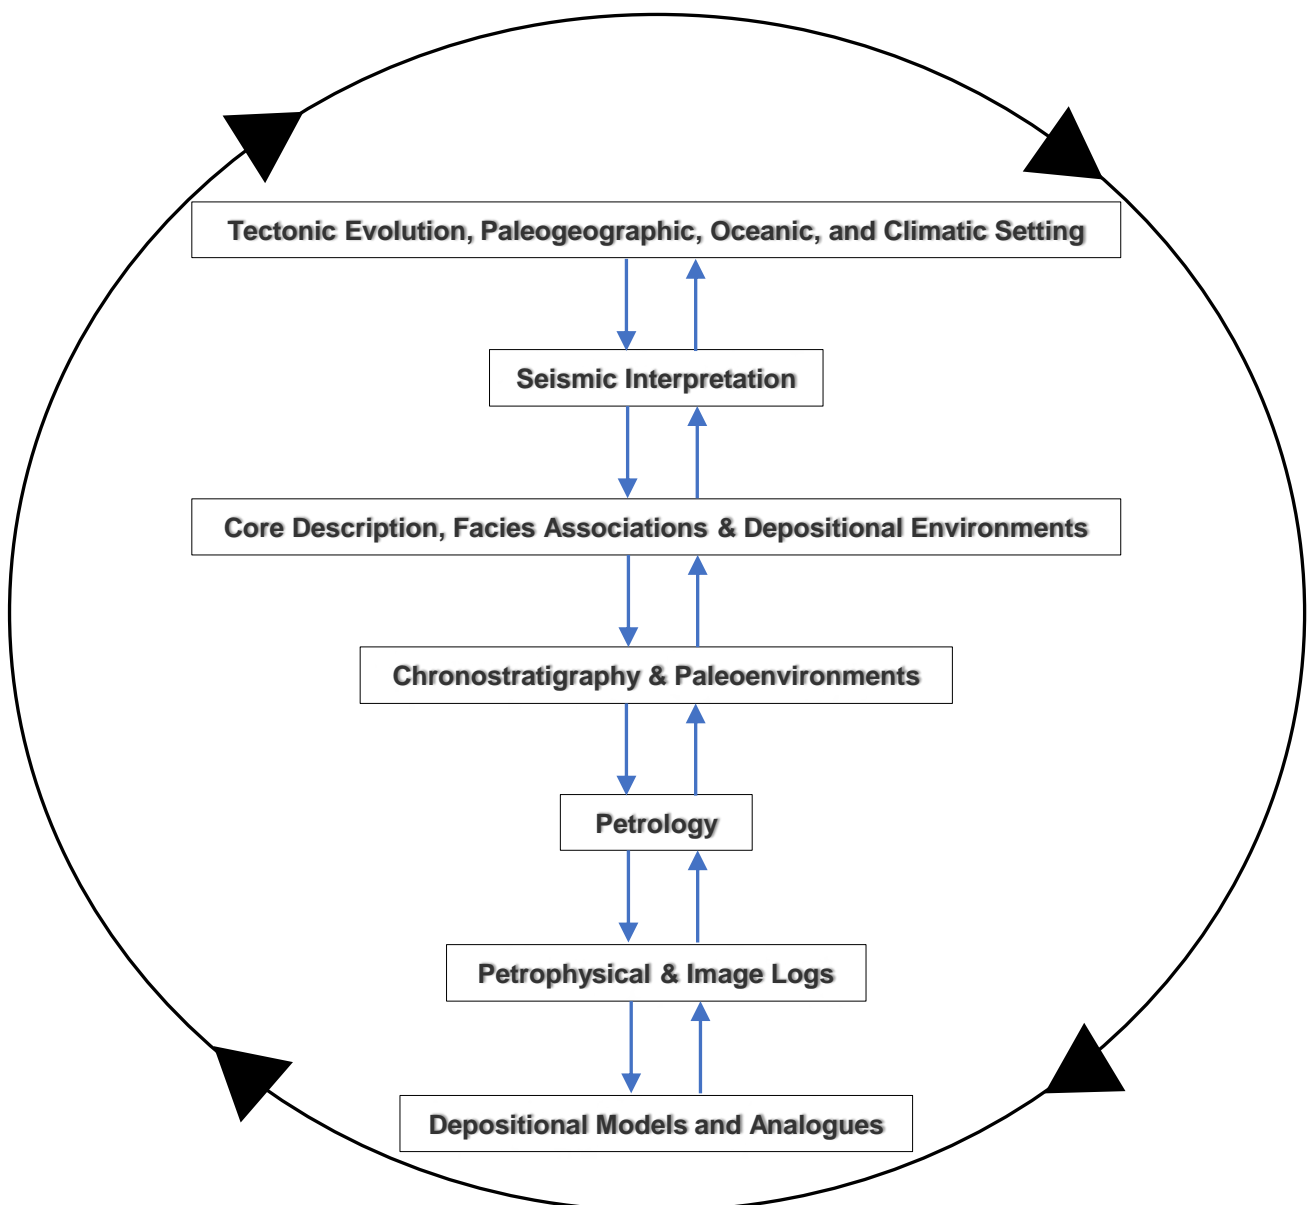 Tectonic Evolution, Paleogeographic, Oceanic, and Climatic Setting
Seismic Interpretation
Core Description, Facies Associations & Depositional Environments
Chronostratigraphy & Paleoenvironments
Petrology
Petrophysical & Image Logs
Depositional Models and Analogues